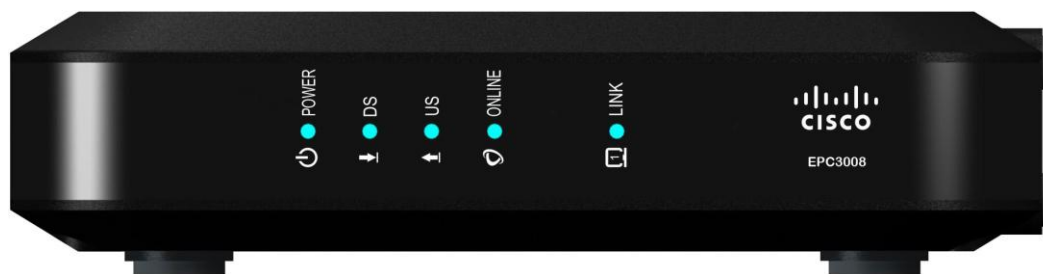 POWER
DS
US
ONLINE
LINK
CISCO
EPC3008